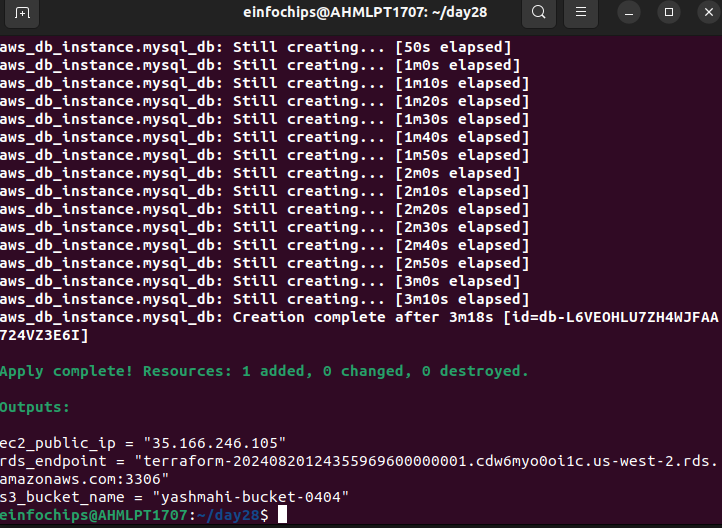 einfochips@AHMLPT1707: ~/day28
aws_db_instance.mysql_db: Still creating... [50s elapsed]
aws_db_instance.mysql_db: Still creating... [1m0s elapsed]
aws_db_instance.mysql_db: Still creating... [1m10s elapsed]
aws_db_instance.mysql_db: Still creating... [1m20s elapsed]
aws_db_instance.mysql_db: Still creating... [1m30s elapsed]
aws_db_instance.mysql_db: Still creating... [1m40s elapsed]
aws_db_instance.mysql_db: Still creating... [1m50s elapsed]
aws_db_instance.mysql_db: Still creating... [2m0s elapsed]
aws_db_instance.mysql_db: Still creating... [2m10s elapsed]
aws_db_instance.mysql_db: Still creating... [2m20s elapsed]
aws_db_instance.mysql_db: Still creating... [2m30s elapsed]
aws_db_instance.mysql_db: Still creating... [2m40s elapsed]
aws_db_instance.mysql_db: Still creating... [2m50s elapsed]
aws_db_instance.mysql_db: Still creating... [3m0s elapsed]
aws_db_instance.mysql_db: Still creating... [3m10s elapsed]
aws_db_instance.mysql_db: Creation complete after 3m18s [id=db-L6VEOHLU7ZH4WJFAA
724VZ3E6I]
Apply complete! Resources: 1 added, 0 changed, 0 destroyed.
Outputs:
ec2_public_ip = "35.166.246.105"
rds_endpoint = "terraform-20240820124355969600000001.cdw6myo0oi1c.us-west-2.rds.
amazonaws.com:3306"
s3_bucket_name = "yashmahi-bucket-0404"
einfochips@AHMLPT1707:~/day28$